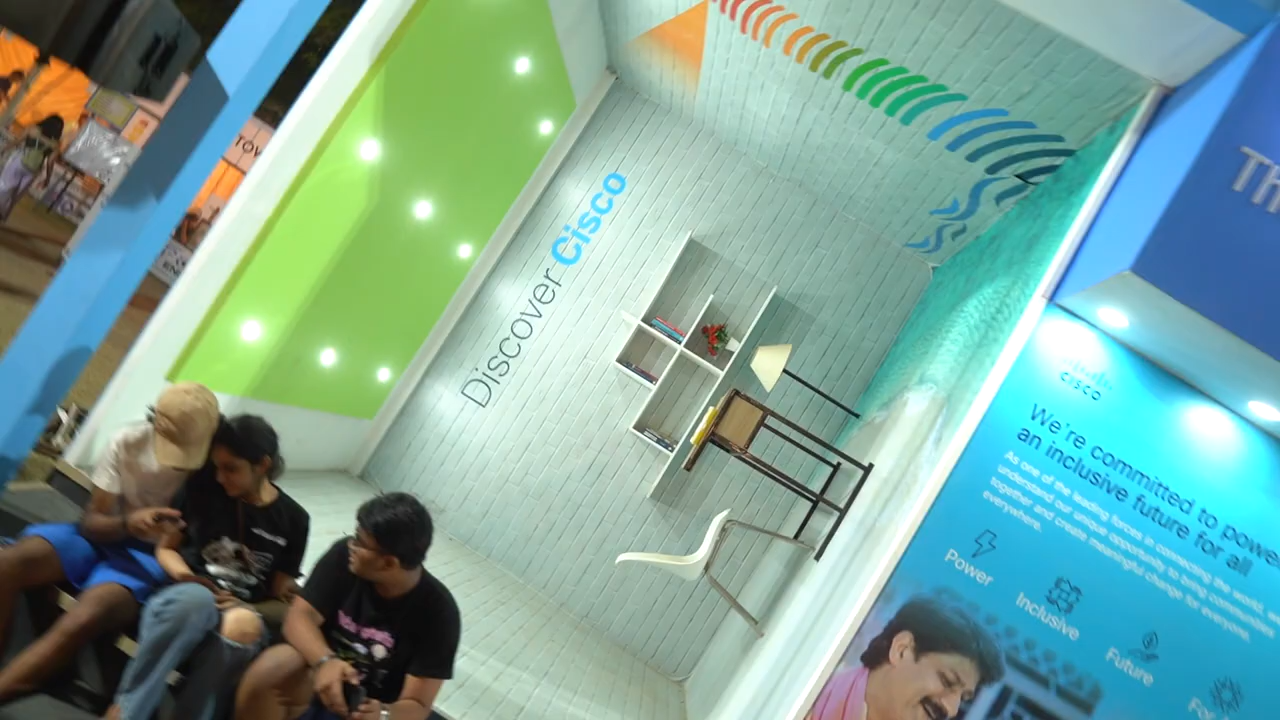 Discover Cisco
CISCO
We're committed to power
an inclusive future for all
As one of the leading forces in connecting the world, we
understand our unique opportunity to bring communities
together and create meaningful change for everyone,
everywhere.
Power
Inclusive
Future